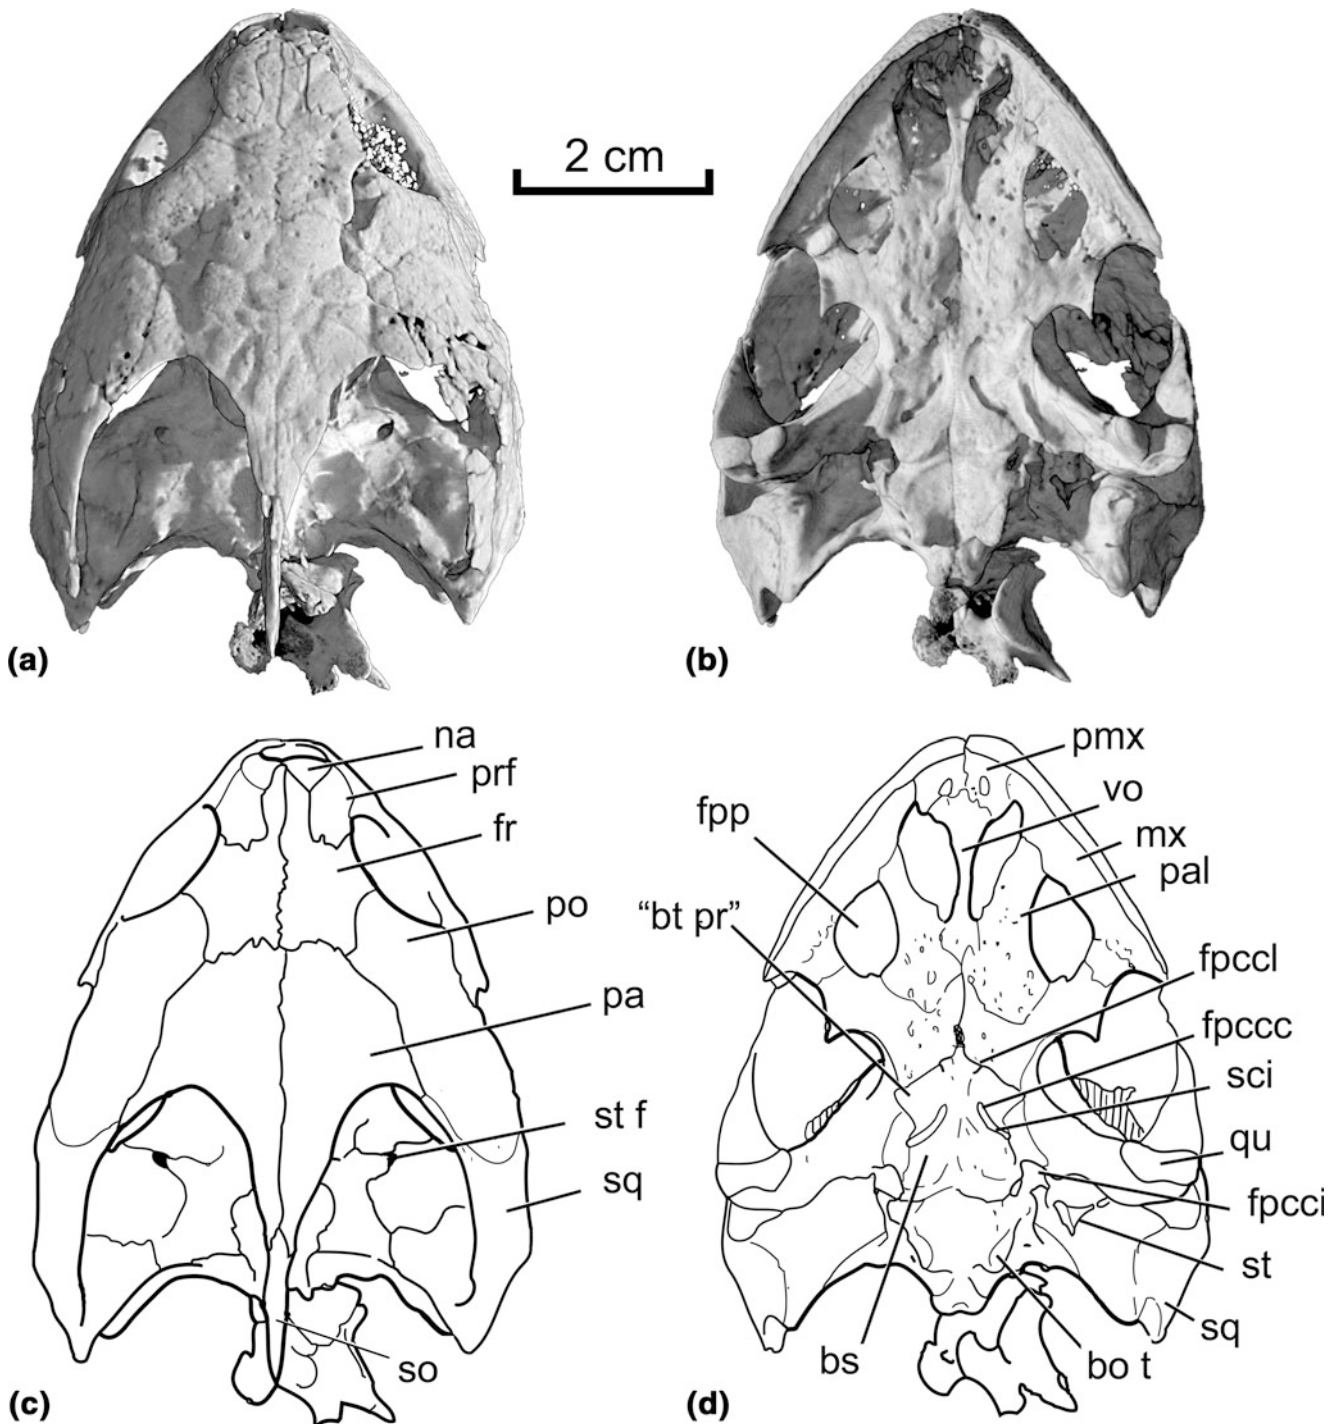 2 cm
(a)
(b)
na
prf
fr
po
pa
st f
sq
so
(c)
pmx
vo
fpp
mx
pal
“bt pr”
fpccl
fpccc
sci
qu
fpcci
st
sq
bs
bo t
(d)